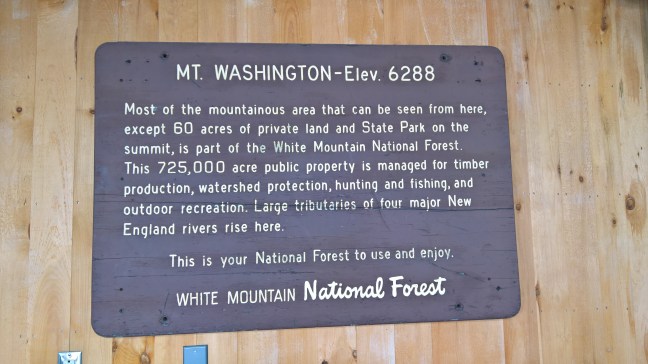 MT. WASHINGTON-Elev. 6288
Most of the mountainous area that can be seen from here,
except 60 acres of private land and State Park on the
summit, is part of the White Mountain National Forest.
This 725,000 acre public property is managed for timber
production, watershed protection, hunting and fishing, and
outdoor recreation. Large tributaries of four major New
England rivers rise here.
This is your National Forest to use and enjoy.
WHITE MOUNTAIN National Forest